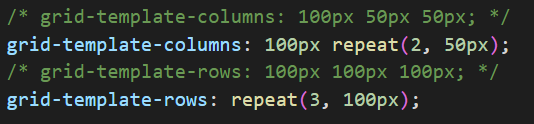 /* grid-template-columns: 100px 50px 50px; */
grid-template-columns: 100px repeat(2, 50px);
/* grid-template-rows: 100px 100px 100px; */
grid-template-rows: repeat(3, 100px);